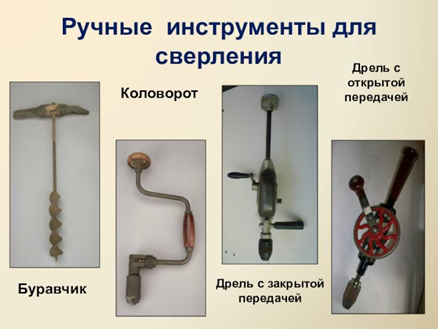 Ручные  инструменты для
сверления
Дрель с
открытой
передачей
Коловорот
Буравчик
Дрель с закрытой
передачей